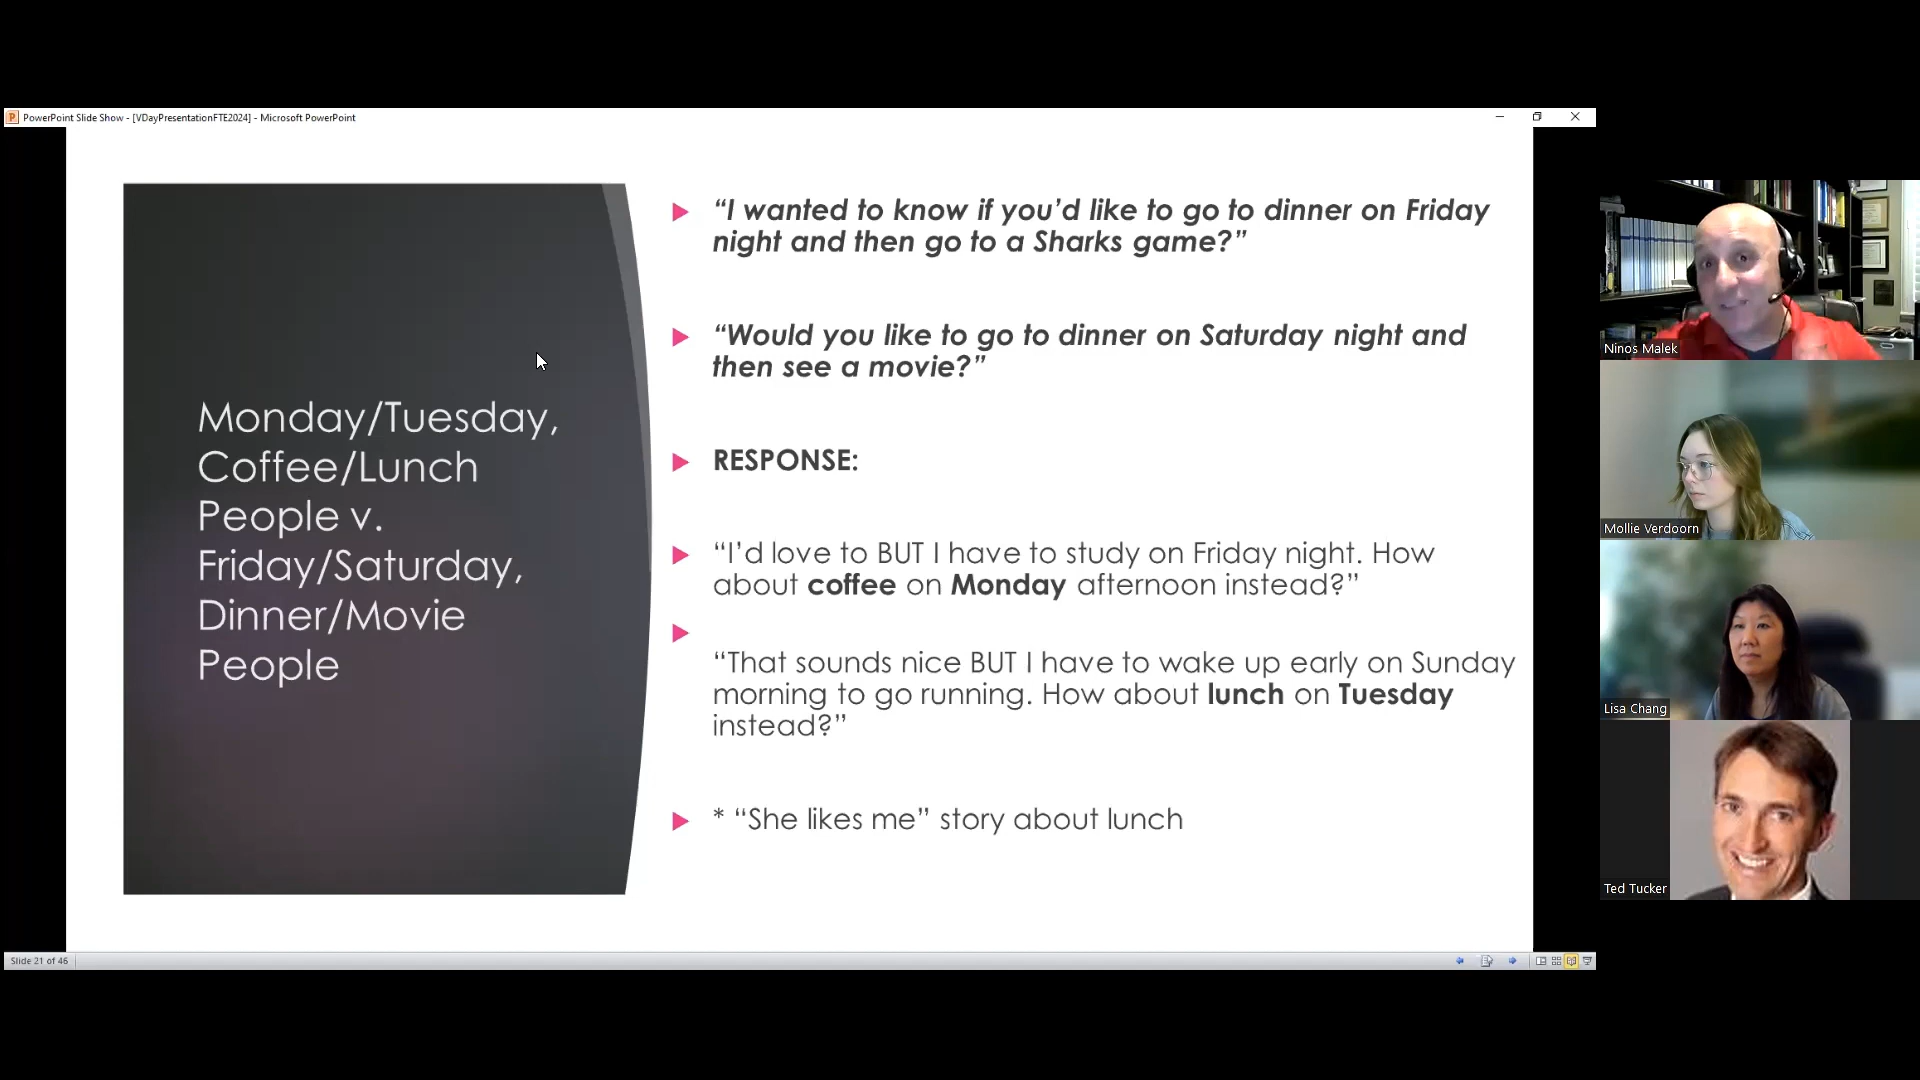 PowerPoint Slide Show - [VDayPresentationFTE2024] - Microsoft PowerPoint
Monday/Tuesday,
Coffee/Lunch
People v.
Friday/Saturday,
Dinner/Movie
People
“I wanted to know if you’d like to go to dinner on Friday
night and then go to a Sharks game?”
“Would you like to go to dinner on Saturday night and
then see a movie?”
RESPONSE:
“I’d love to BUT I have to study on Friday night. How
about coffee on Monday afternoon instead?”
“That sounds nice BUT I have to wake up early on Sunday
morning to go running. How about lunch on Tuesday
instead?”
* “She likes me” story about lunch
Slide 21 of 46
Ninos Malek
Mollie Verdoorn
Lisa Chang
Ted Tucker